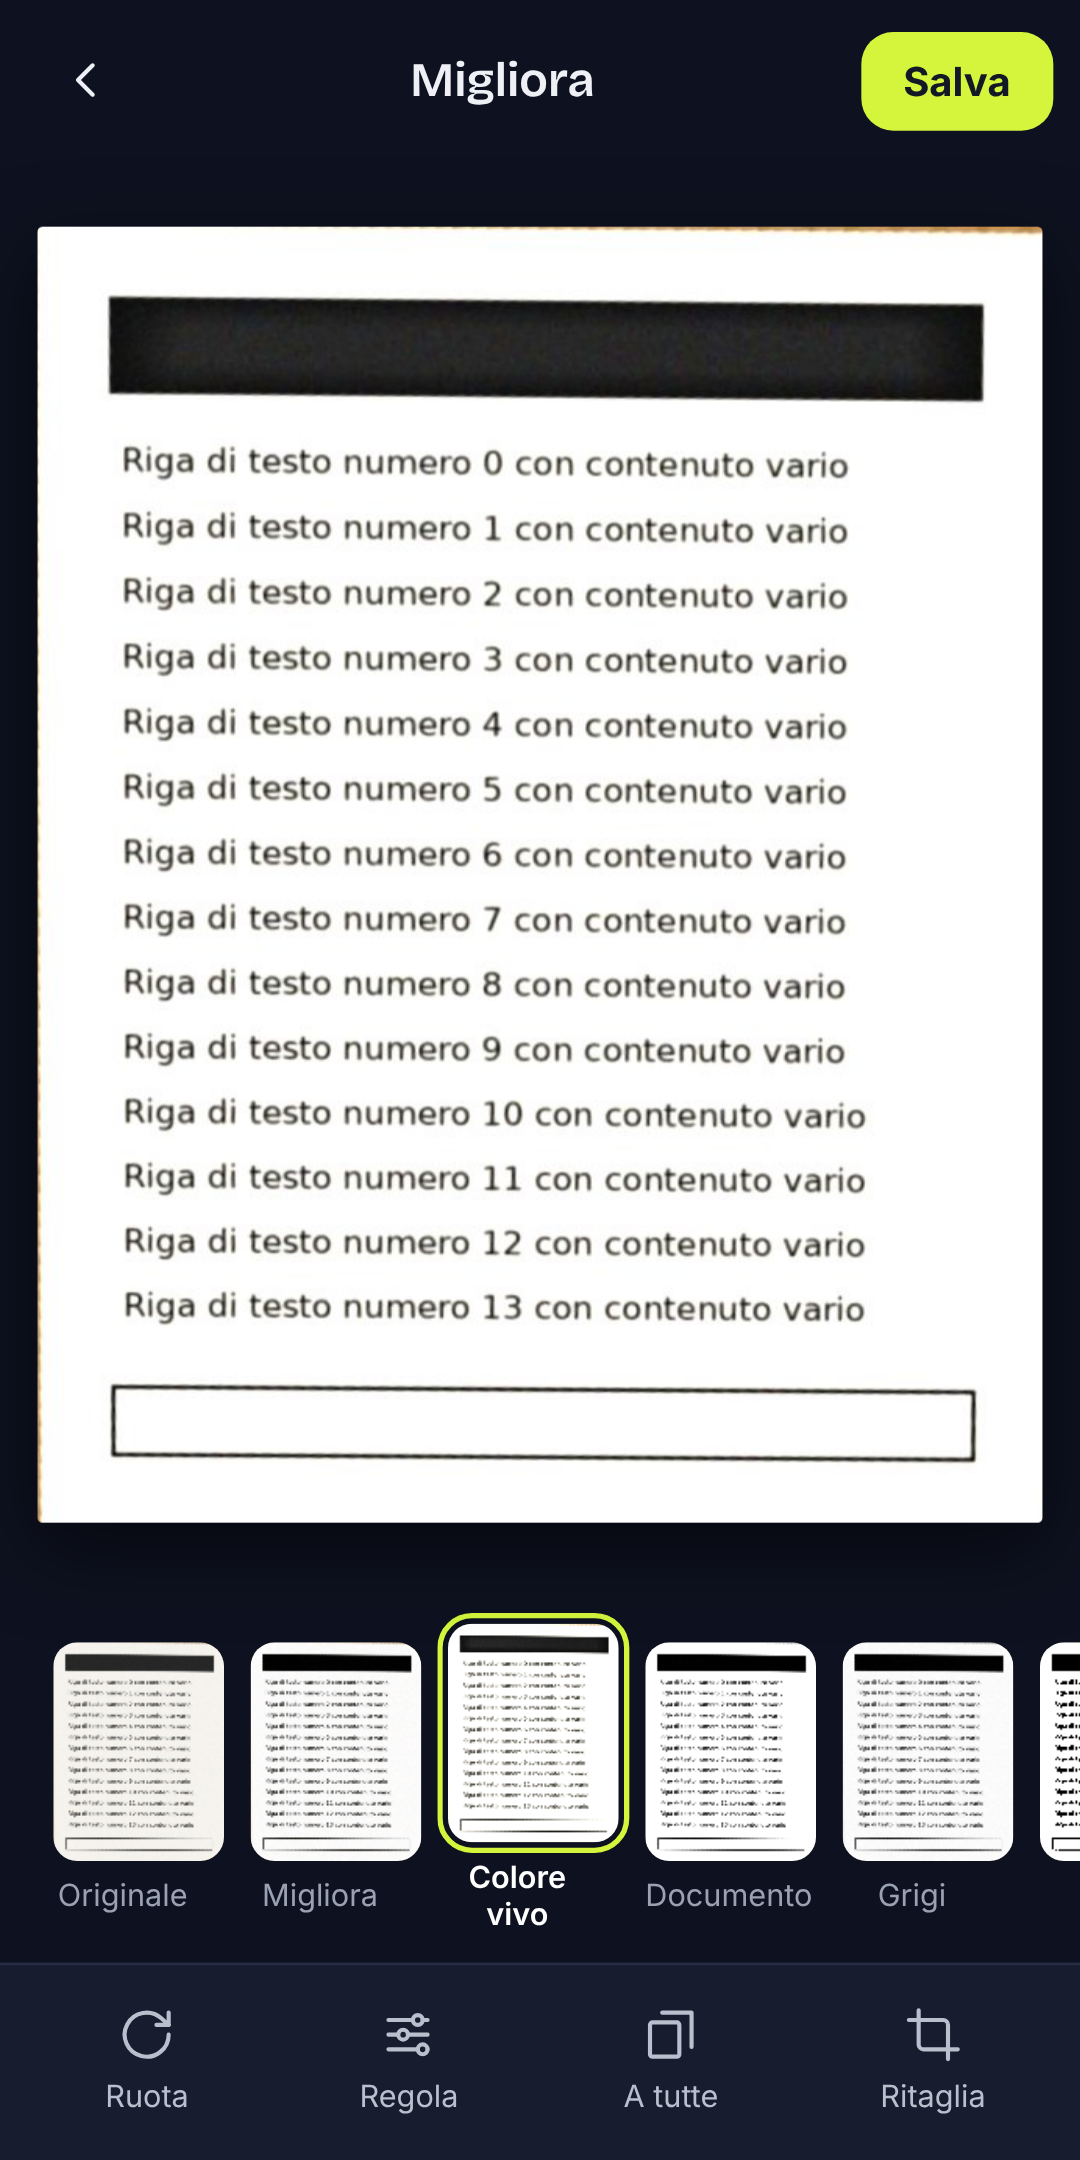 Migliora
Salva
Riga di testo numero 0 con contenuto vario
Riga di testo numero 1 con contenuto vario
Riga di testo numero 2 con contenuto vario
Riga di testo numero 3 con contenuto vario
Riga di testo numero 4 con contenuto vario
Riga di testo numero 5 con contenuto vario
Riga di testo numero 6 con contenuto vario
Riga di testo numero 7 con contenuto vario
Riga di testo numero 8 con contenuto vario
Riga di testo numero 9 con contenuto vario
Riga di testo numero 10 con contenuto vario
Riga di testo numero 11 con contenuto vario
Riga di testo numero 12 con contenuto vario
Riga di testo numero 13 con contenuto vario
Originale
Migliora
Colore
vivo
Documento
Grigi
Ruota
Regola
A tutte
Ritaglia